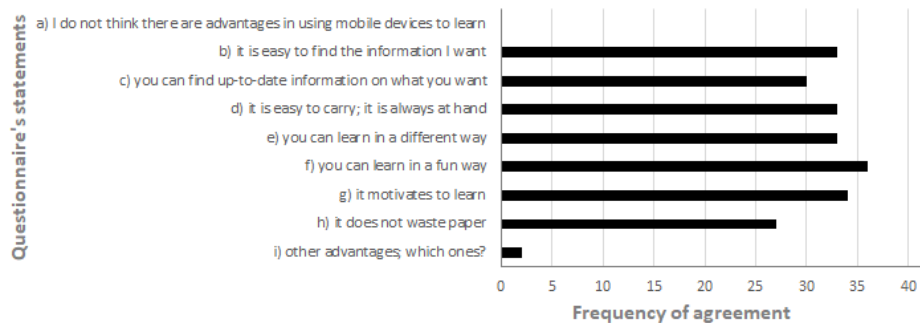 Questionnaire's statements
a) I do not think there are advantages in using mobile devices to learn
b) it is easy to find the information I want
c) you can find up-to-date information on what you want
d) it is easy to carry; it is always at hand
e) you can learn in a different way
f) you can learn in a fun way
g) it motivates to learn
h) it does not waste paper
i) other advantages; which ones?
0 5 10 15 20 25 30 35 40
Frequency of agreement